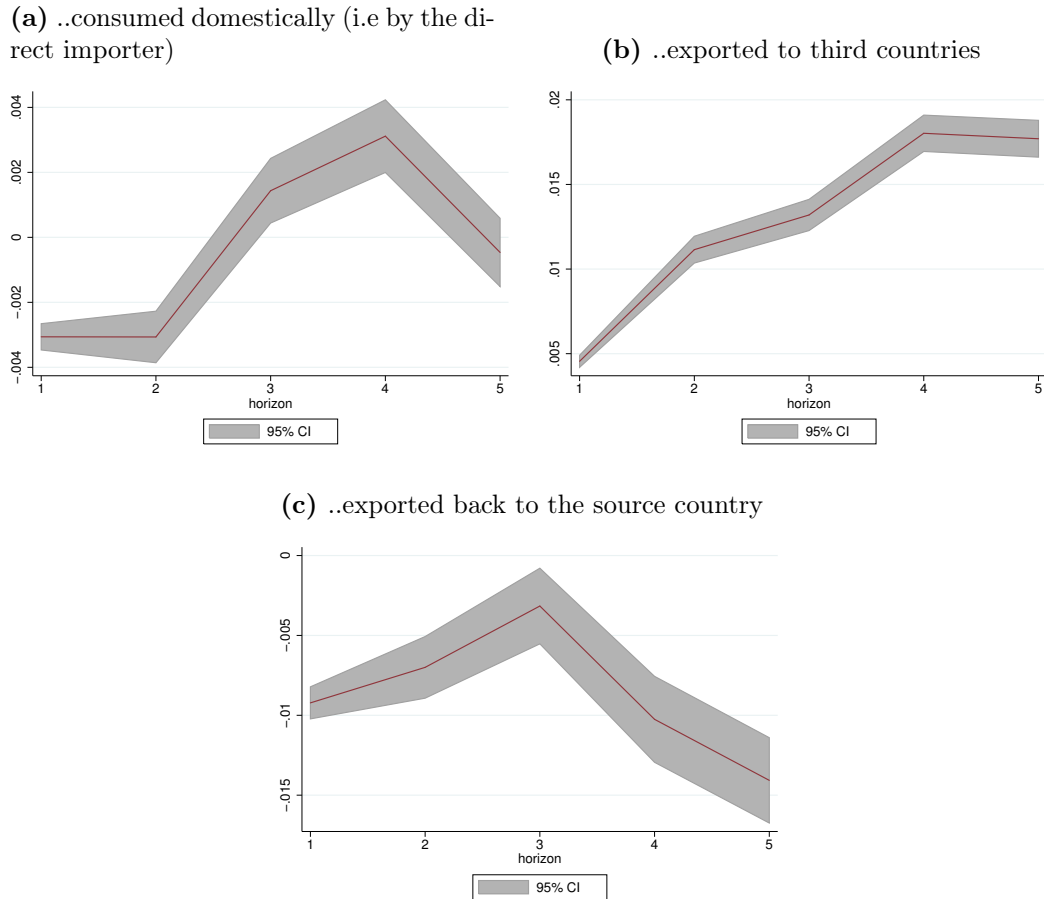 (a) ..consumed domestically (i.e by the di-
rect importer)
(b) ..exported to third countries
.004
.002
0
-.002
-.004
1 2 3 4 5
horizon
95% CI
.02
.015
.01
.005
1 2 3 4 5
horizon
95% CI
(c) ..exported back to the source country
0
-.005
-.01
-.015
1 2 3 4 5
horizon
95% CI